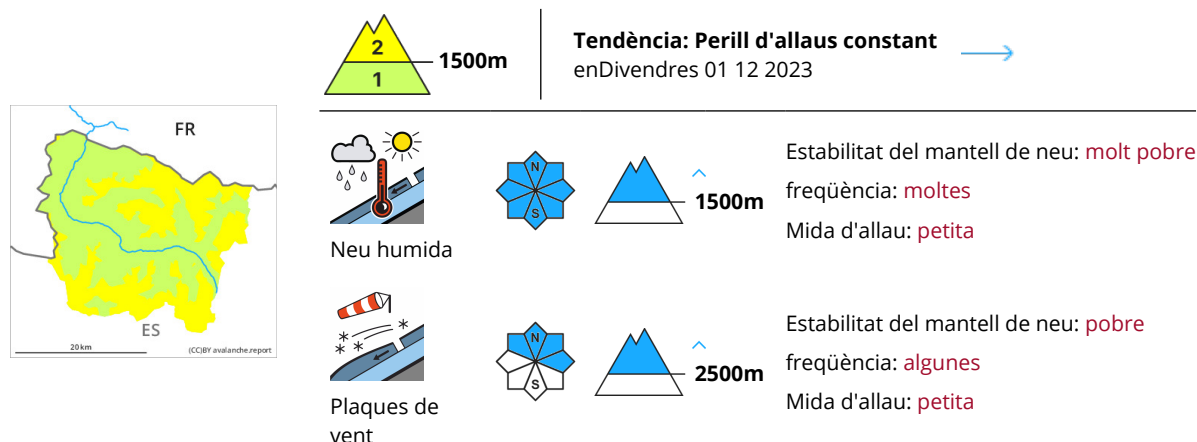 2
1
1500m
Tendència: Perill d'allaus constant
enDivendres 01 12 2023
FR
ES
20 km
(CC)BY avalanche.report
N
S
1500m
Neu humida
Estabilitat del mantell de neu: molt pobre
freqüència: moltes
Mida d'allau: petita
N
S
2500m
Plaques de
vent
Estabilitat del mantell de neu: pobre
freqüència: algunes
Mida d'allau: petita